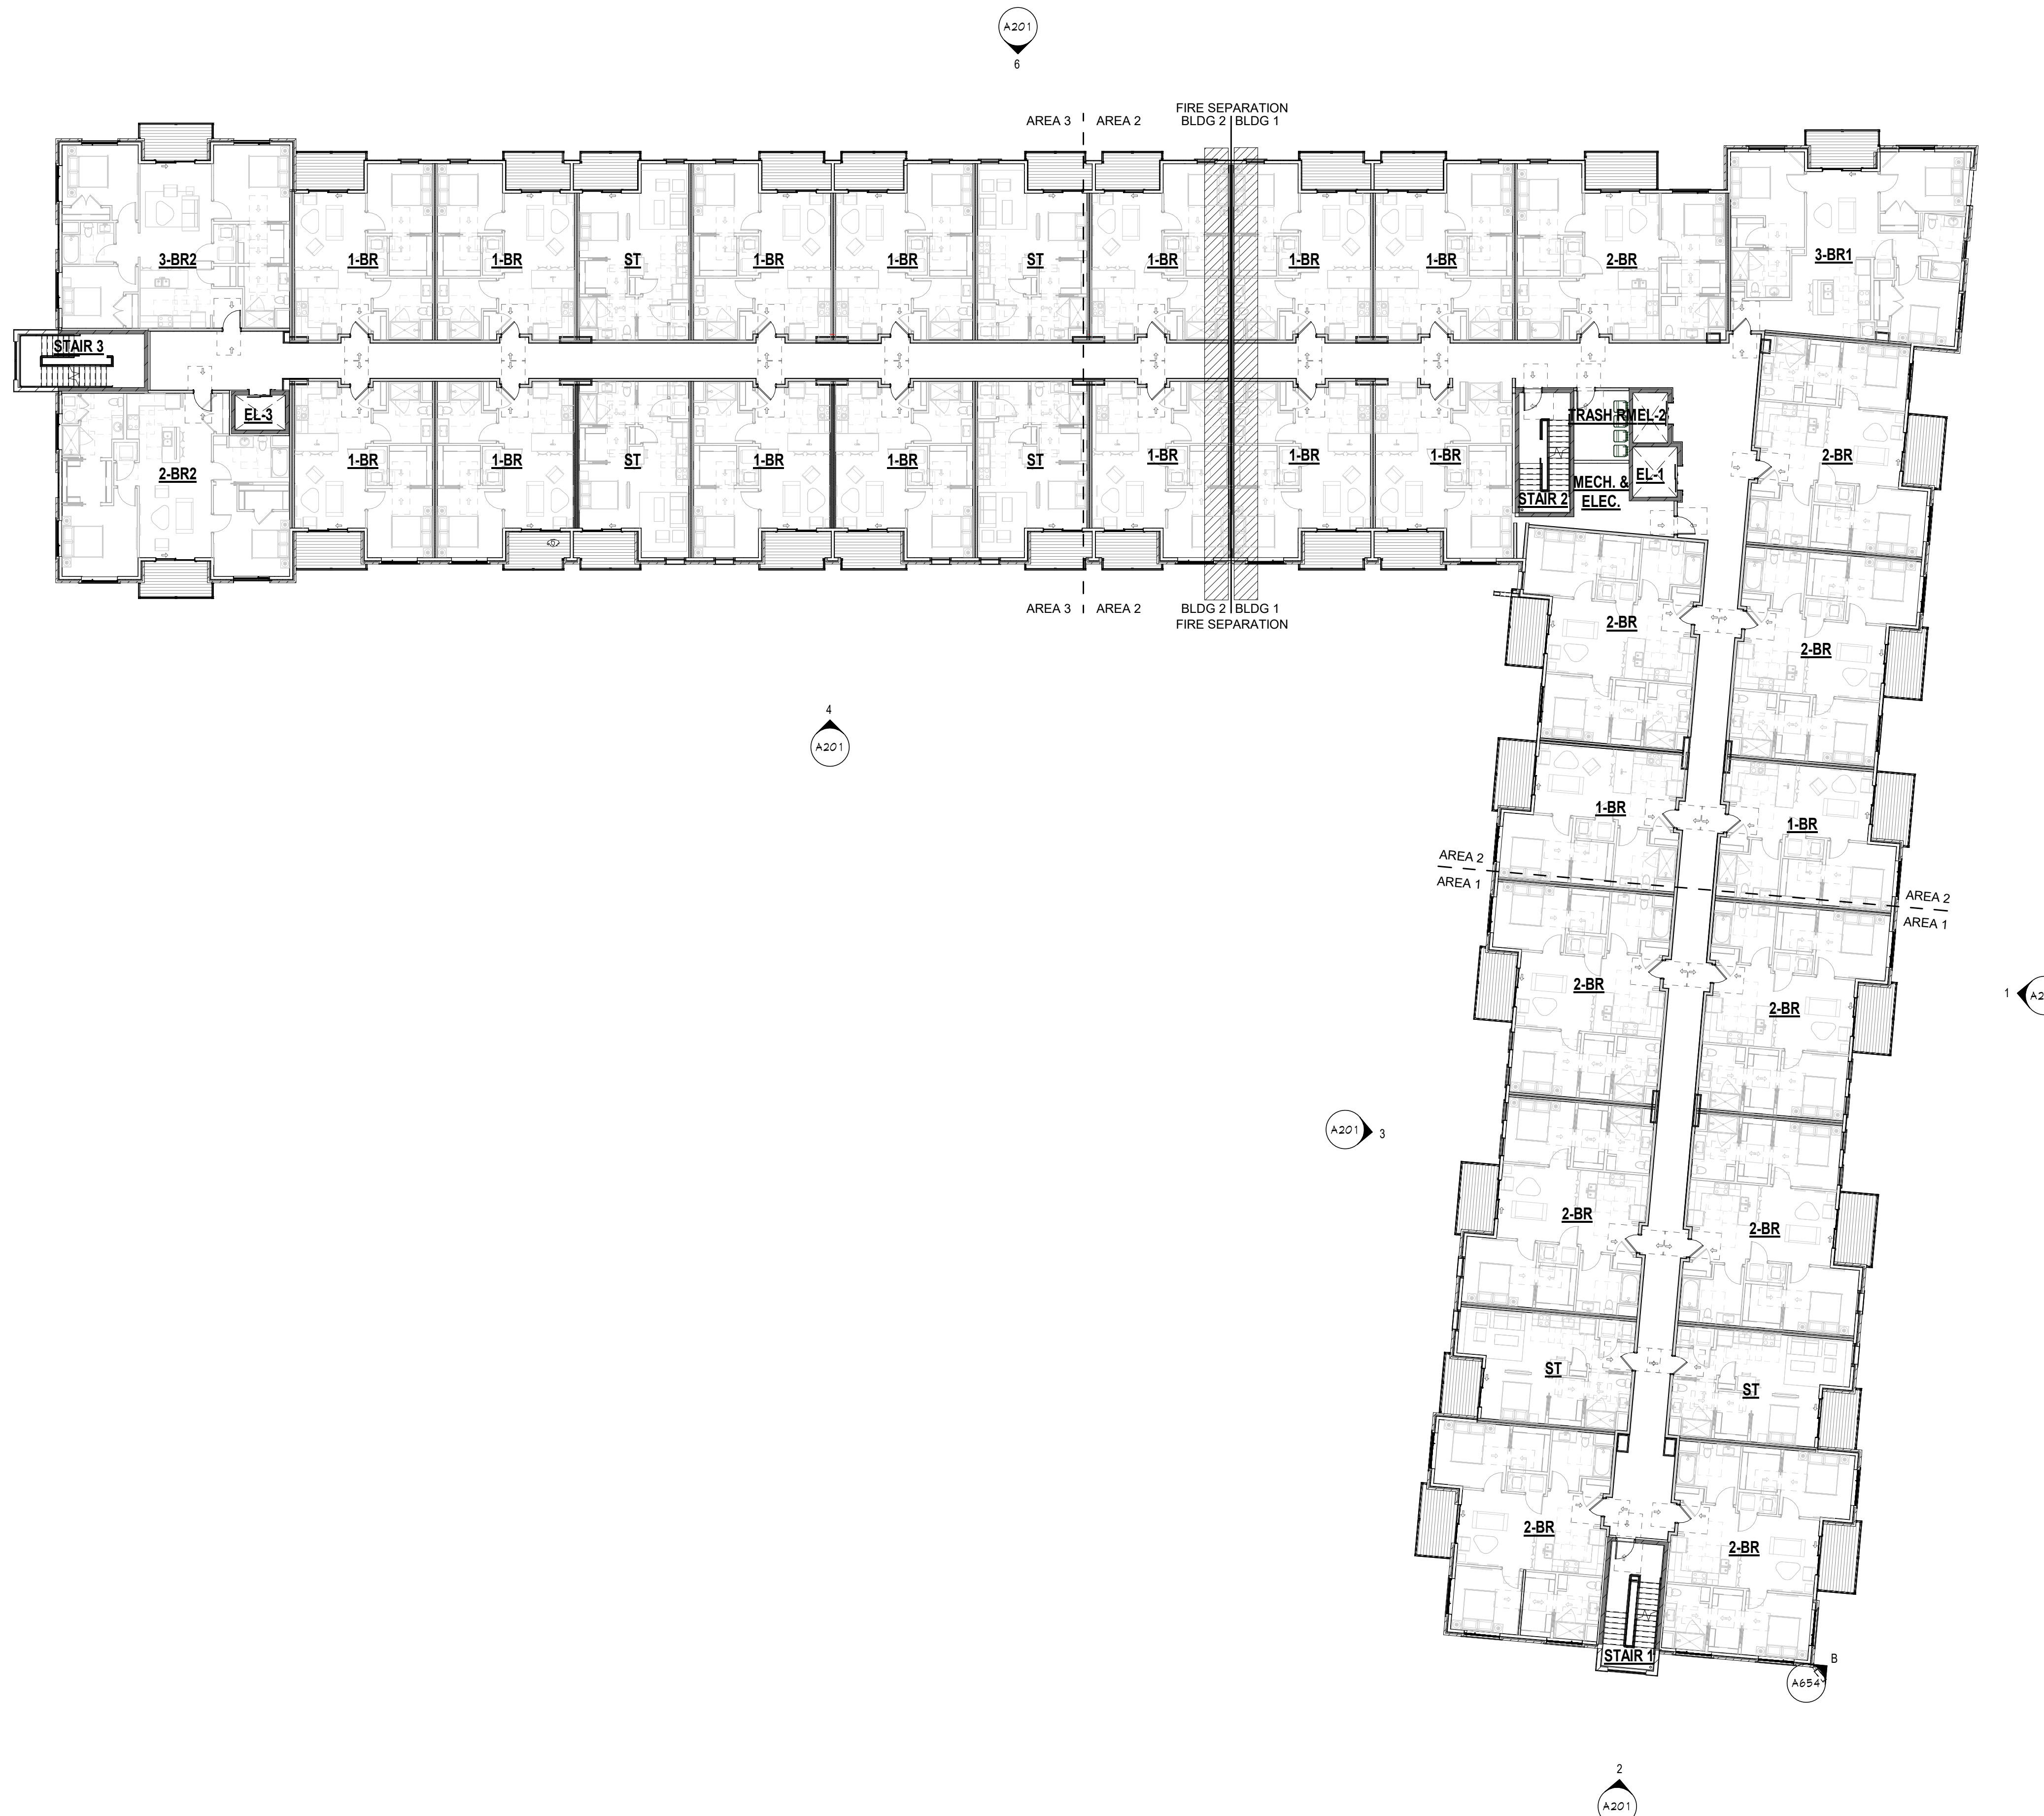 A201
6
FIRE SEPARATION
AREA 3 AREA 2 BLDG 2 BLDG 1
3-BR2 1-BR 1-BR ST 1-BR 1-BR ST 1-BR 1-BR 1-BR 2-BR 3-BR1
STAIR 3
EL-3
TRASH RM EL-2
2-BR2 1-BR 1-BR ST 1-BR 1-BR ST 1-BR 1-BR 1-BR
2-BR
EL-1
MECH. &
ELEC.
STAIR 2
AREA 3 AREA 2 BLDG 2 BLDG 1
FIRE SEPARATION
2-BR
2-BR
4
A201
1-BR
1-BR
AREA 2
AREA 1
AREA 2
AREA 1
2-BR
2-BR
1
A201 3
2-BR
2-BR
ST
ST
2-BR
2-BR
STAIR 1
B
A654
2
A201